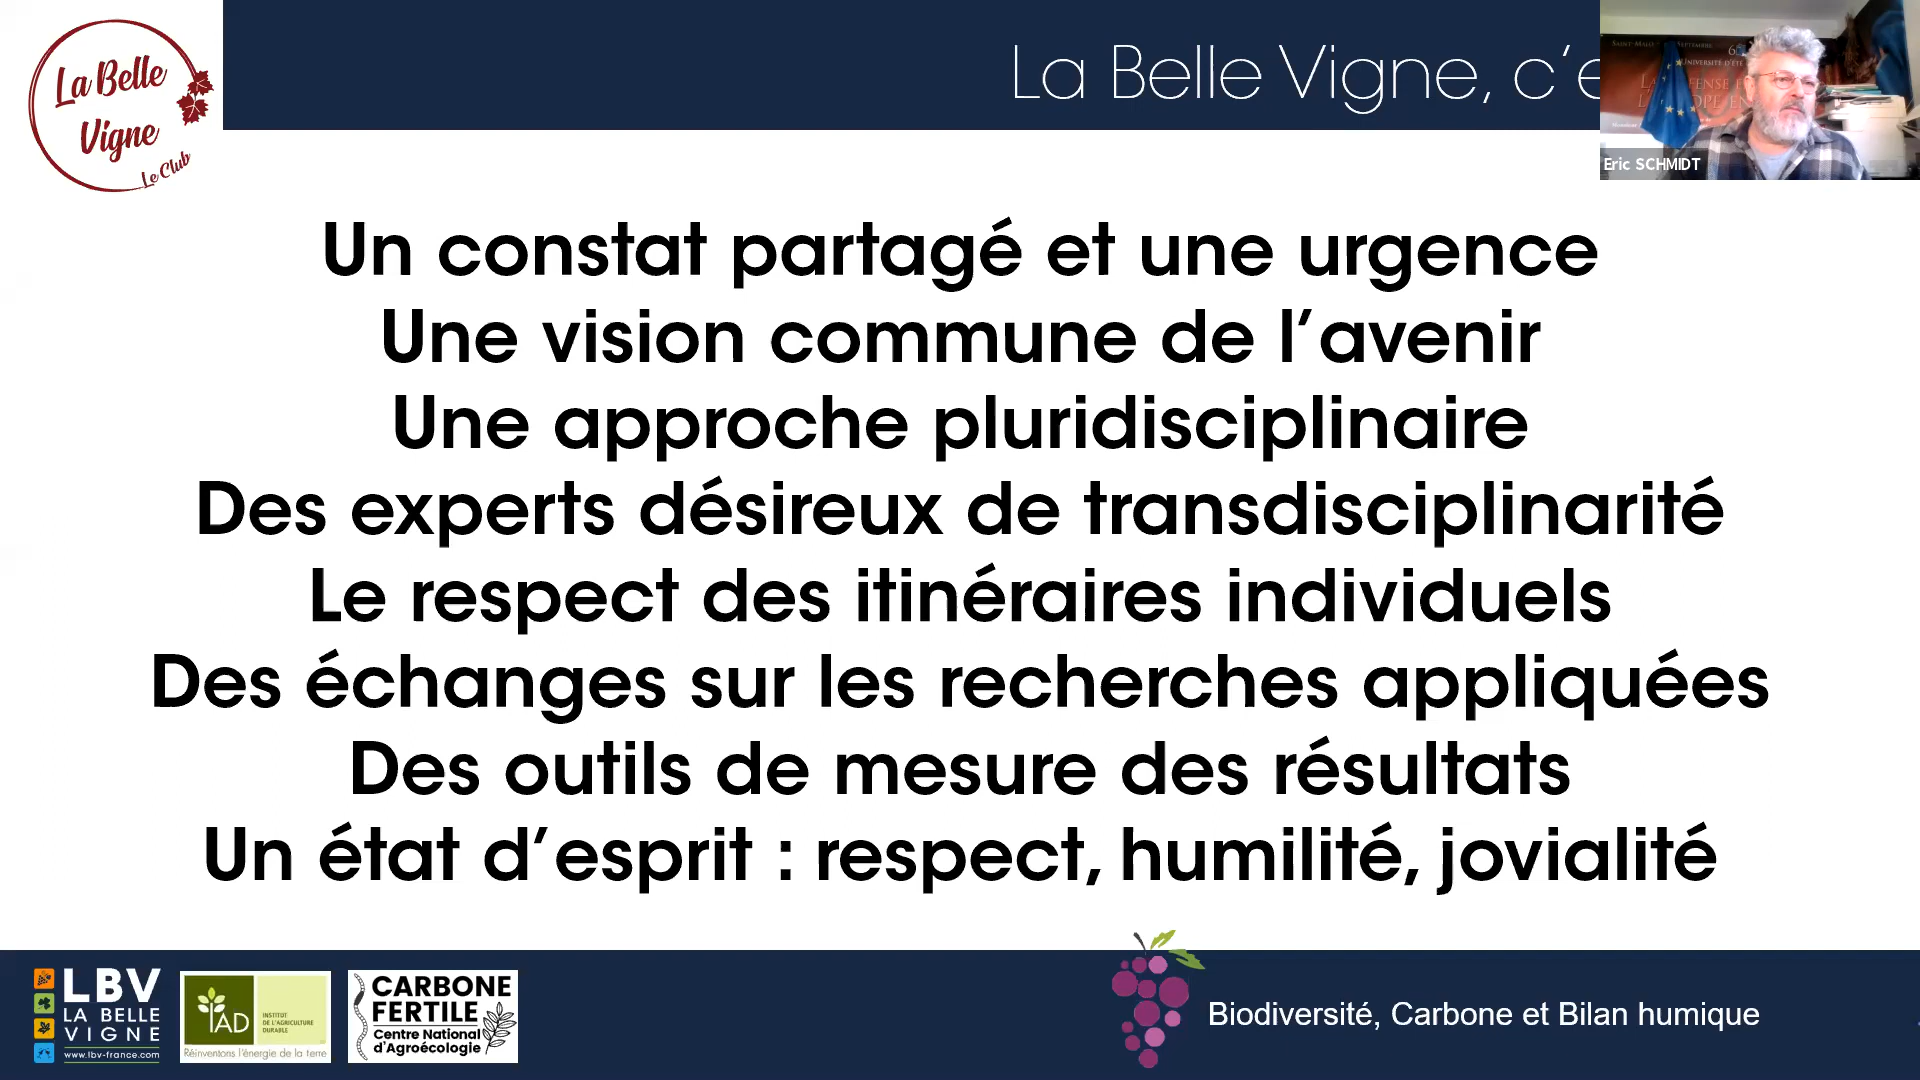 La Belle
Vigne
Le Club
La Belle Vigne, c'e
Eric SCHMIDT
Un constat partagé et une urgence
Une vision commune de l'avenir
Une approche pluridisciplinaire
Des experts désireux de transdisciplinarité
Le respect des itinéraires individuels
Des échanges sur les recherches appliquées
Des outils de mesure des résultats
Un état d'esprit : respect, humilité, jovialité
LBV
LA BELLE
VIGNE
www.lbv-france.com
IAD
INSTITUT
DE L'AGRICULTURE
DURABLE
Réinventons l'énergie de la terre
CARBONE
FERTILE
Centre National
d'Agroécologie
Biodiversité, Carbone et Bilan humique